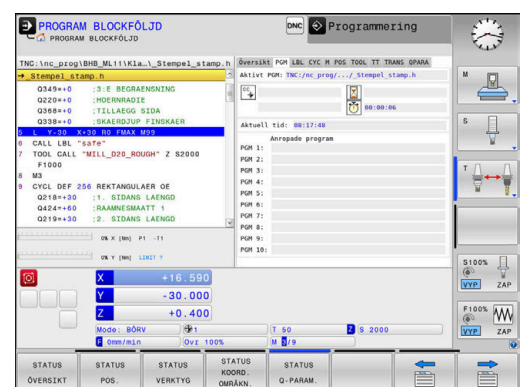 PROGRAM BLOCKFÖLJD
PROGRAM BLOCKFÖLJD
DNC
Programmering
TNC:\nc_prog\BHB_ML11\Kla…\_Stempel_stamp.h
→_Stempel_stamp.h
Q349=+0 ;3:E BEGRAENSNING
Q220=+0 ;HOERNRADIE
Q368=+0 ;TILLAEGG SIDA
Q338=+0 ;SKAERDJUP FINSKAER
5 L Y-30 X+30 R0 FMAX M99
6 CALL LBL "safe"
7 TOOL CALL "MILL_D20_ROUGH" Z S2000
F1000
8 M3
9 CYCL DEF 256 REKTANGULAER OE
Q218=+30 ;1. SIDANS LAENGD
Q424=+60 ;RAAMNESMAATT 1
Q219=+30 ;2. SIDANS LAENGD
0% X [Nm] P1 -T1
0% Y [Nm] LIMIT 1
Översikt PGM LBL CYC M POS TOOL TT TRANS QPARA
Aktivt PGM: TNC:/nc_prog/.../_Stempel_stamp.h
CC
00:00:06
Aktuell tid: 08:17:48
Anropade program
PGM 1:
PGM 2:
PGM 3:
PGM 4:
PGM 5:
PGM 6:
PGM 7:
PGM 8:
PGM 9:
PGM 10:
X +16.590
Y -30.000
Z +0.400
Mode: BÖRV 1 T 50 Z S 2000
F 0mm/min Ovr 100% M 5/9
M
S
T
S100%
VYP ZAP
F100%
VYP ZAP
STATUS ÖVERSIKT
STATUS POS.
STATUS VERKTYG
STATUS KOORD. OMRÄKN.
STATUS Q-PARAM.